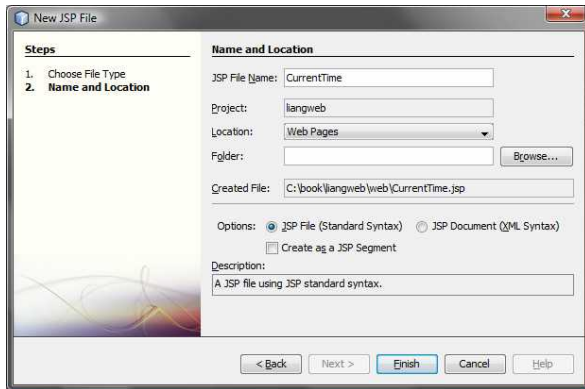 New JSP File
Steps
1. Choose File Type
2. Name and Location
Name and Location
JSP File Name: CurrentTime
Project: liangweb
Location: Web Pages
Folder: Browse...
Created File: C:\book\liangweb\web\CurrentTime.jsp
Options: JSP File (Standard Syntax) JSP Document (XML Syntax)
Create as a JSP Segment
Description:
A JSP file using JSP standard syntax.
< Back Next > Finish Cancel Help